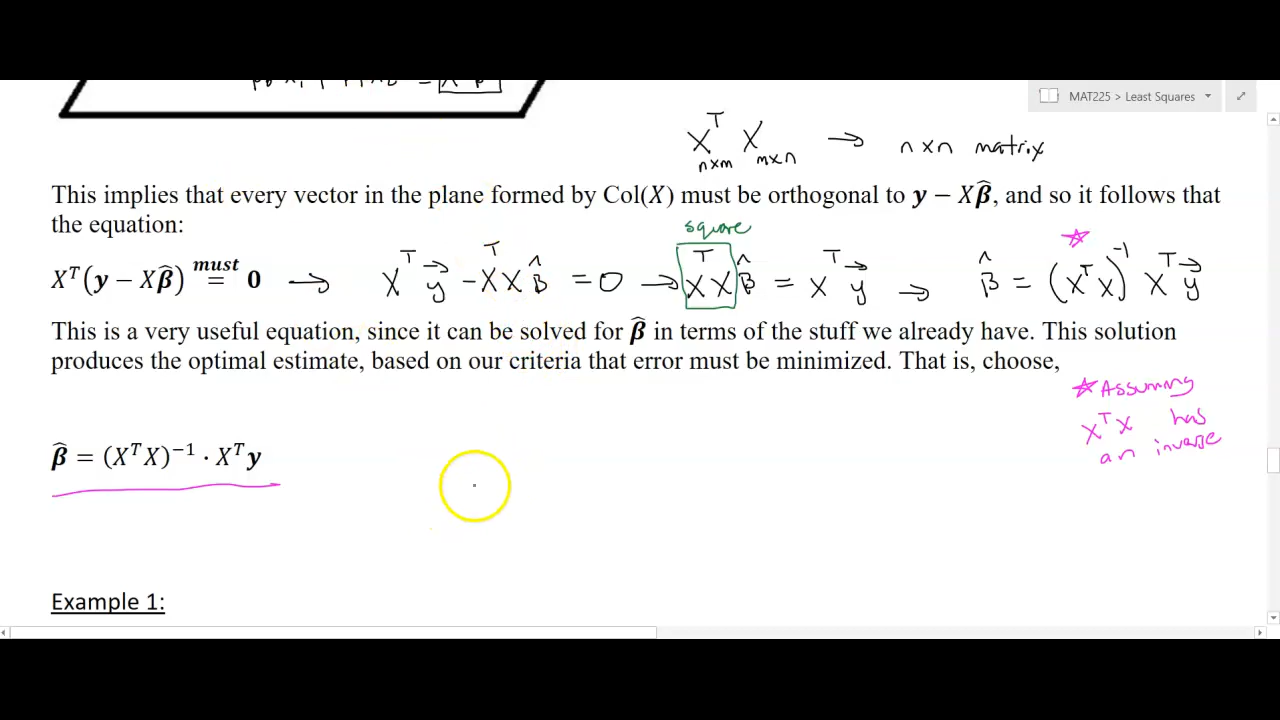 MAT225 > Least Squares
X^T_{n×m} X_{m×n} → n×n matrix
This implies that every vector in the plane formed by Col(X) must be orthogonal to y − Xβ̂, and so it follows that
the equation:
square
X^T(y − Xβ̂) must = 0 → X^T y⃗ − X^T X β̂ = 0 → X^T X β̂ = X^T y⃗ → β̂ = (X^T X)^{-1} X^T y⃗
This is a very useful equation, since it can be solved for β̂ in terms of the stuff we already have. This solution
produces the optimal estimate, based on our criteria that error must be minimized. That is, choose,
☆ Assuming
X^T X has
an inverse
β̂ = (X^T X)^{−1} · X^T y
Example 1: